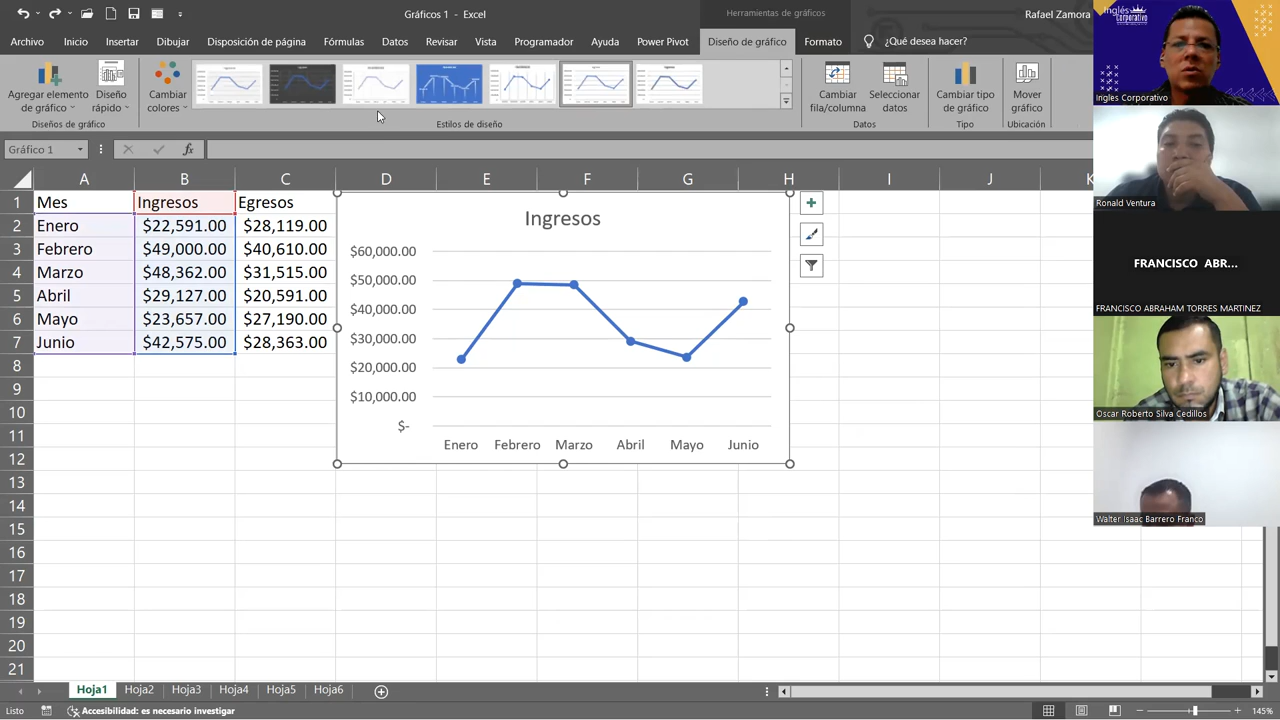 Gráficos 1 - Excel
Herramientas de gráficos
Rafael Zamora
Archivo Inicio Insertar Dibujar Disposición de página Fórmulas Datos Revisar Vista Programador Ayuda Power Pivot Diseño de gráfico Formato ¿Qué desea hacer?
Agregar elemento de gráfico
Diseño rápido
Cambiar colores
Cambiar fila/columna
Seleccionar datos
Cambiar tipo de gráfico
Mover gráfico
Diseños de gráfico
Estilos de diseño
Datos
Tipo
Ubicación
Gráfico 1
fx
A B C D E F G H I J K
1 Mes Ingresos Egresos
2 Enero $22,591.00 $28,119.00
3 Febrero $49,000.00 $40,610.00
4 Marzo $48,362.00 $31,515.00
5 Abril $29,127.00 $20,591.00
6 Mayo $23,657.00 $27,190.00
7 Junio $42,575.00 $28,363.00
8
9
10
11
12
13
14
15
16
17
18
19
20
21
Ingresos
$60,000.00
$50,000.00
$40,000.00
$30,000.00
$20,000.00
$10,000.00
$-
Enero Febrero Marzo Abril Mayo Junio
Hoja1 Hoja2 Hoja3 Hoja4 Hoja5 Hoja6
Listo
Accesibilidad: es necesario investigar
145%
Inglés
Corporativo
Ingles Corporativo
Ronald Ventura
FRANCISCO ABR...
FRANCISCO ABRAHAM TORRES MARTINEZ
Oscar Roberto Silva Cedillos
Walter Isaac Barrero Franco